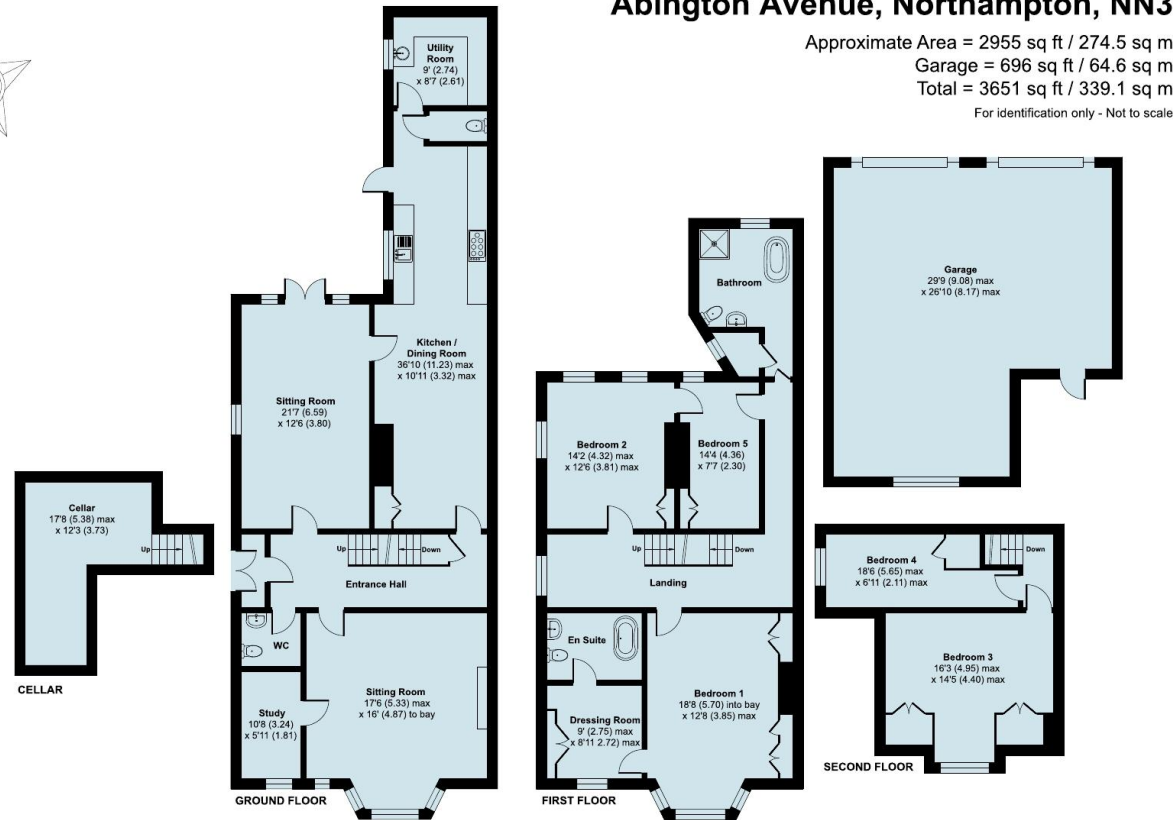 Abington Avenue, Northampton, NN3
Approximate Area = 2955 sq ft / 274.5 sq m
Garage = 696 sq ft / 64.6 sq m
Total = 3651 sq ft / 339.1 sq m
For identification only - Not to scale
Utility
Room
9' (2.74)
x 8'7 (2.61)
Kitchen /
Dining Room
36'10 (11.23) max
x 10'11 (3.32) max
Sitting Room
21'7 (6.59)
x 12'6 (3.80)
Up
Down
Entrance Hall
WC
Sitting Room
17'6 (5.33) max
x 16' (4.87) to bay
Study
10'8 (3.24)
x 5'11 (1.81)
GROUND FLOOR
Cellar
17'8 (5.38) max
x 12'3 (3.73)
Up
CELLAR
Bathroom
Bedroom 2
14'2 (4.32) max
x 12'6 (3.81) max
Bedroom 5
14'4 (4.36)
x 7'7 (2.30)
Up
Down
Landing
En Suite
Bedroom 1
18'8 (5.70) into bay
x 12'8 (3.85) max
Dressing Room
9' (2.75) max
x 8'11 2.72) max
FIRST FLOOR
Garage
29'9 (9.08) max
x 26'10 (8.17) max
Bedroom 4
18'6 (5.65) max
x 6'11 (2.11) max
Down
Bedroom 3
16'3 (4.95) max
x 14'5 (4.40) max
SECOND FLOOR